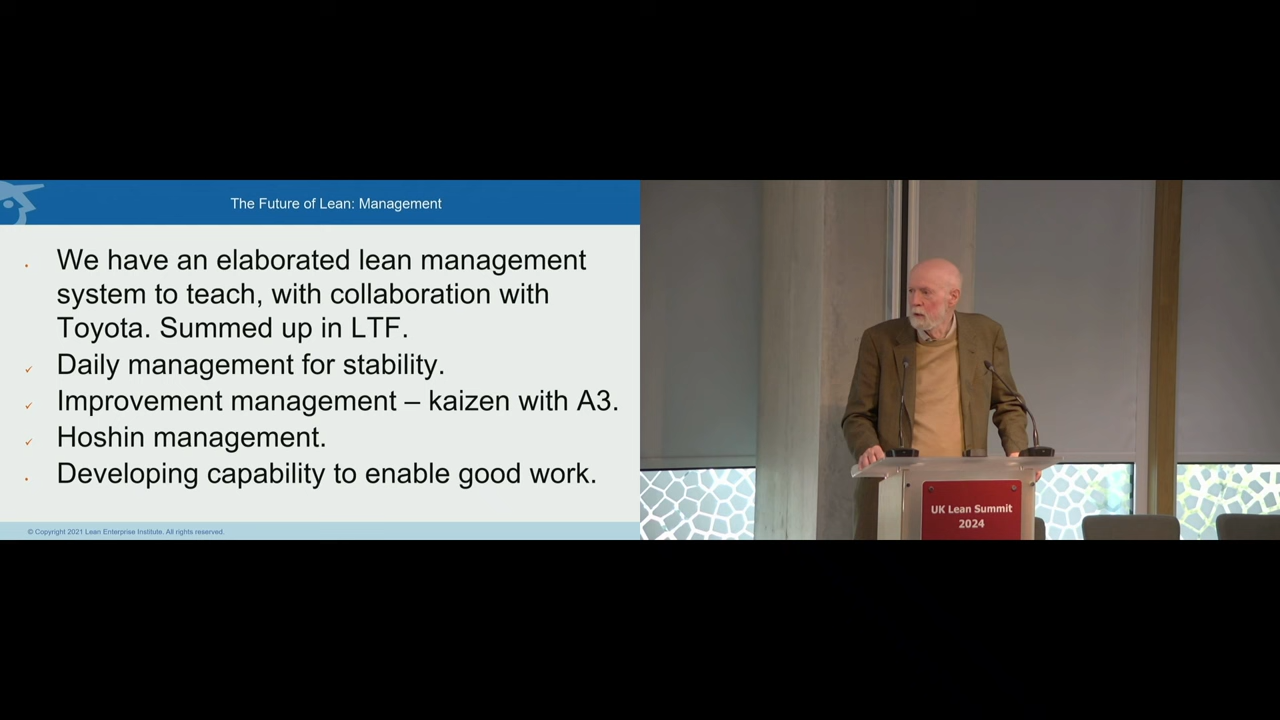 The Future of Lean: Management
We have an elaborated lean management
system to teach, with collaboration with
Toyota. Summed up in LTF.
Daily management for stability.
Improvement management – kaizen with A3.
Hoshin management.
Developing capability to enable good work.
© Copyright 2021 Lean Enterprise Institute. All rights reserved.
UK Lean Summit
2024